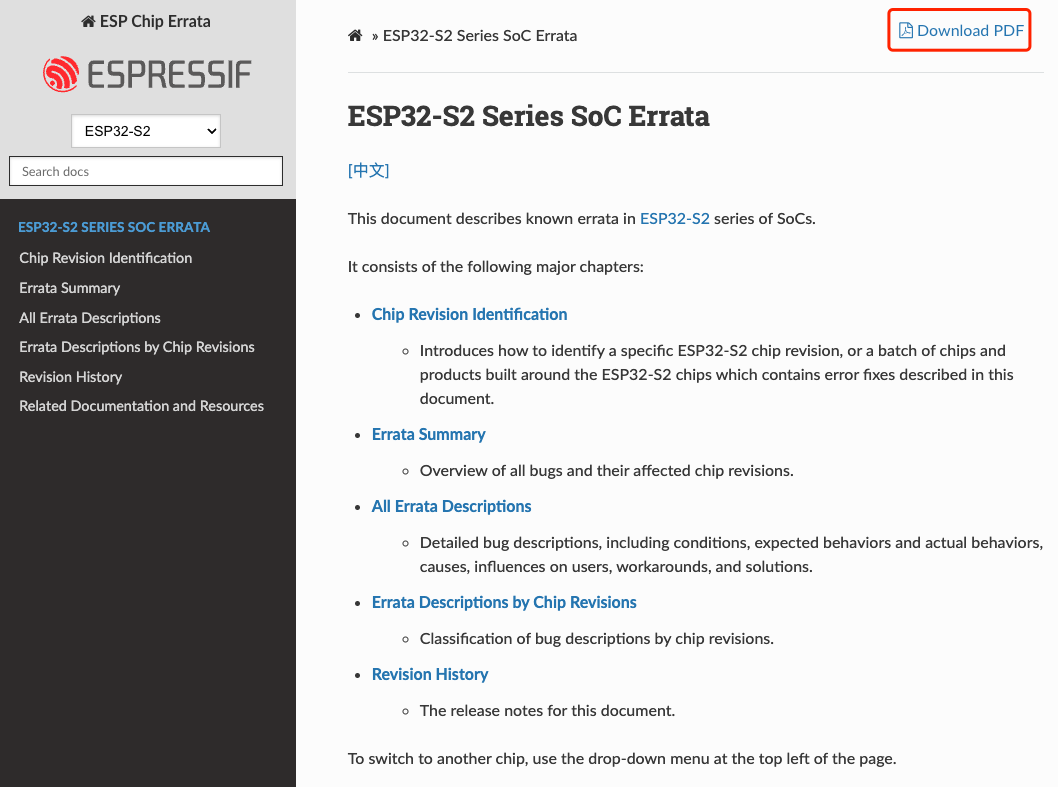 ESP Chip Errata
ESPRESSIF
ESP32-S2
Search docs
ESP32-S2 SERIES SOC ERRATA
Chip Revision Identification
Errata Summary
All Errata Descriptions
Errata Descriptions by Chip Revisions
Revision History
Related Documentation and Resources
» ESP32-S2 Series SoC Errata
Download PDF
ESP32-S2 Series SoC Errata
[中文]
This document describes known errata in ESP32-S2 series of SoCs.
It consists of the following major chapters:
• Chip Revision Identification
◦ Introduces how to identify a specific ESP32-S2 chip revision, or a batch of chips and
products built around the ESP32-S2 chips which contains error fixes described in this
document.
• Errata Summary
◦ Overview of all bugs and their affected chip revisions.
• All Errata Descriptions
◦ Detailed bug descriptions, including conditions, expected behaviors and actual behaviors,
causes, influences on users, workarounds, and solutions.
• Errata Descriptions by Chip Revisions
◦ Classification of bug descriptions by chip revisions.
• Revision History
◦ The release notes for this document.
To switch to another chip, use the drop-down menu at the top left of the page.